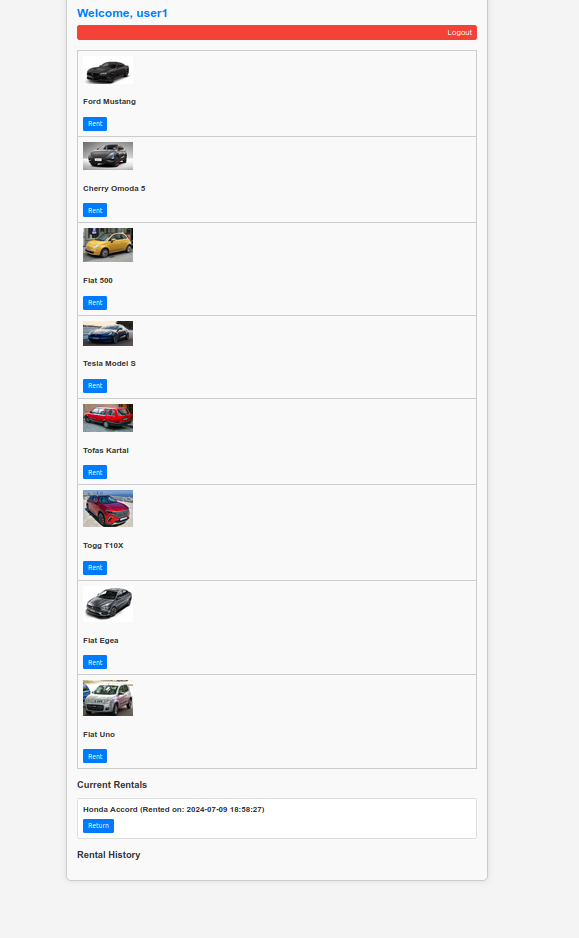 Welcome, user1
Logout
Ford Mustang
Rent
Cherry Omoda 5
Rent
Fiat 500
Rent
Tesla Model S
Rent
Tofas Kartal
Rent
Togg T10X
Rent
Fiat Egea
Rent
Fiat Uno
Rent
Current Rentals
Honda Accord (Rented on: 2024-07-09 18:58:27)
Return
Rental History